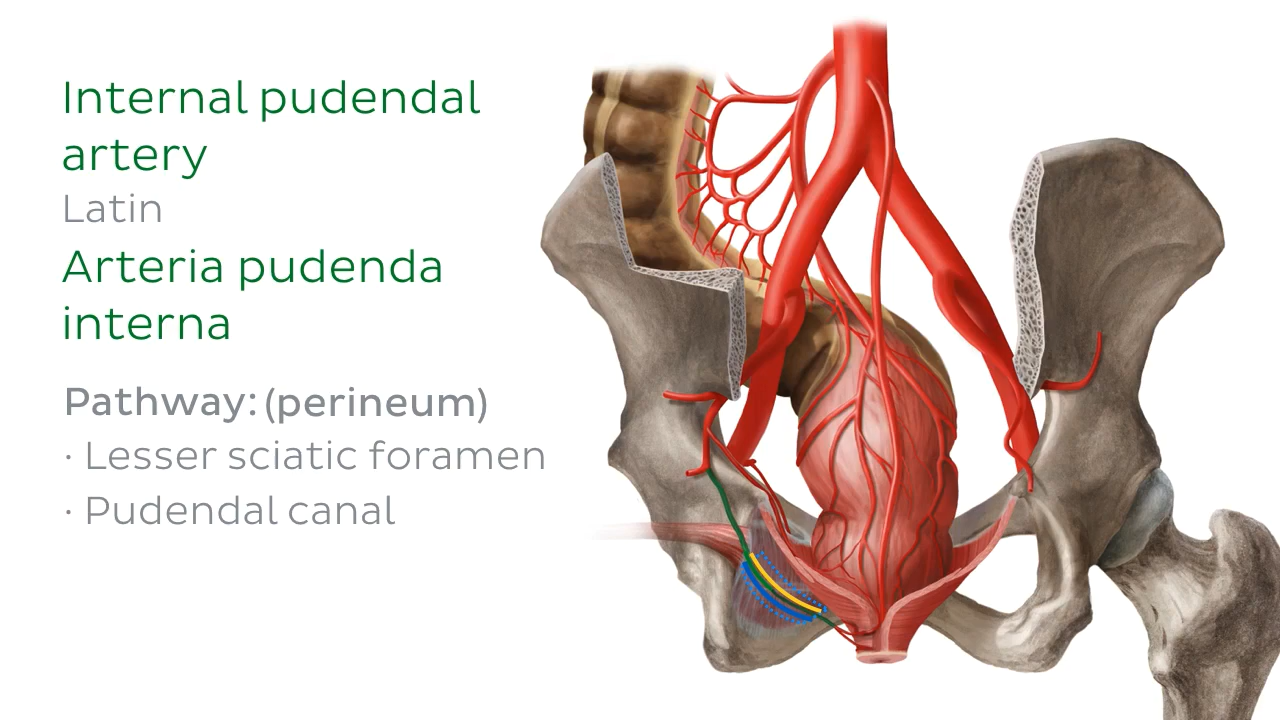 Internal pudendal
artery
Latin
Arteria pudenda
interna
Pathway: (perineum)
· Lesser sciatic foramen
· Pudendal canal